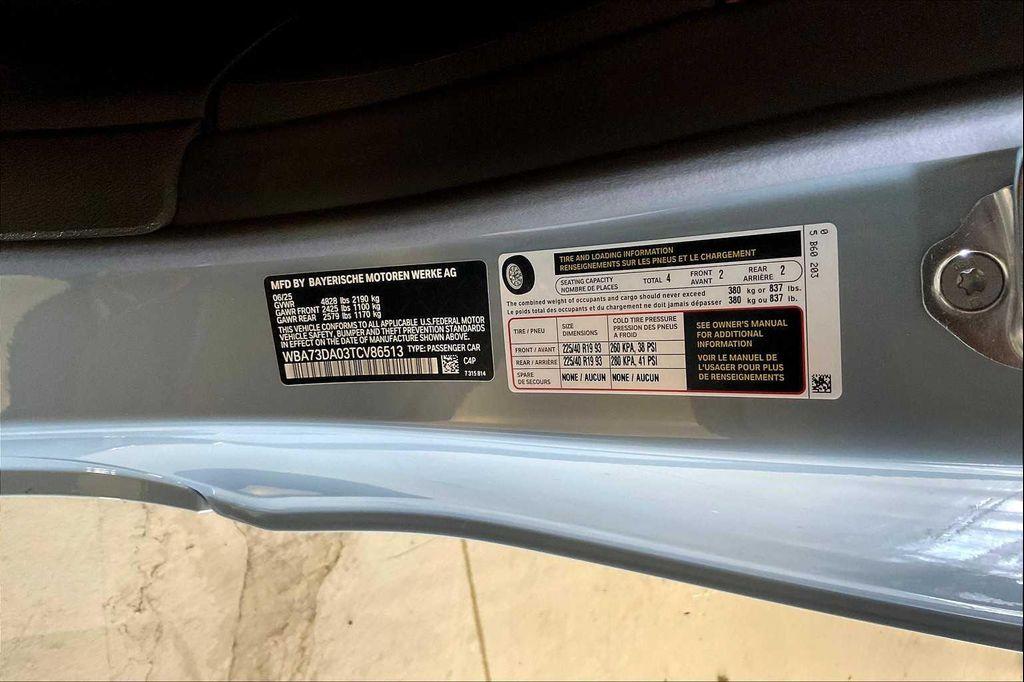 MFD BY BAYERISCHE MOTOREN WERKE AG
06/25
GVWR 4828 lbs 2190 kg
GAWR FRONT 2425 lbs 1100 kg
GAWR REAR 2579 lbs 1170 kg
THIS VEHICLE CONFORMS TO ALL APPLICABLE U.S.FEDERAL MOTOR
VEHICLE SAFETY, BUMPER AND THEFT PREVENTION STANDARDS
IN EFFECT ON THE DATE OF MANUFACTURE SHOWN ABOVE.
WBA73DA03TCV86513 TYPE: PASSENGER CAR
C4P
7 315 814
TIRE AND LOADING INFORMATION
RENSEIGNEMENTS SUR LES PNEUS ET LE CHARGEMENT
SEATING CAPACITY
NOMBRE DE PLACES
TOTAL 4
FRONT
AVANT 2
REAR
ARRIÈRE 2
The combined weight of occupants and cargo should never exceed 380 kg or 837 lbs.
Le poids total des occupants et du chargement ne doit jamais dépasser 380 kg ou 837 lb.
TIRE / PNEU
SIZE
DIMENSIONS
COLD TIRE PRESSURE
PRESSION DES PNEUS
A FROID
FRONT / AVANT 225/40 R19 93 260 KPA, 38 PSI
REAR / ARRIÈRE 225/40 R19 93 280 KPA, 41 PSI
SPARE
DE SECOURS
NONE / AUCUN NONE / AUCUN
SEE OWNER'S MANUAL
FOR ADDITIONAL
INFORMATION
VOIR LE MANUEL DE
L'USAGER POUR PLUS
DE RENSEIGNEMENTS
0
5 B60 203